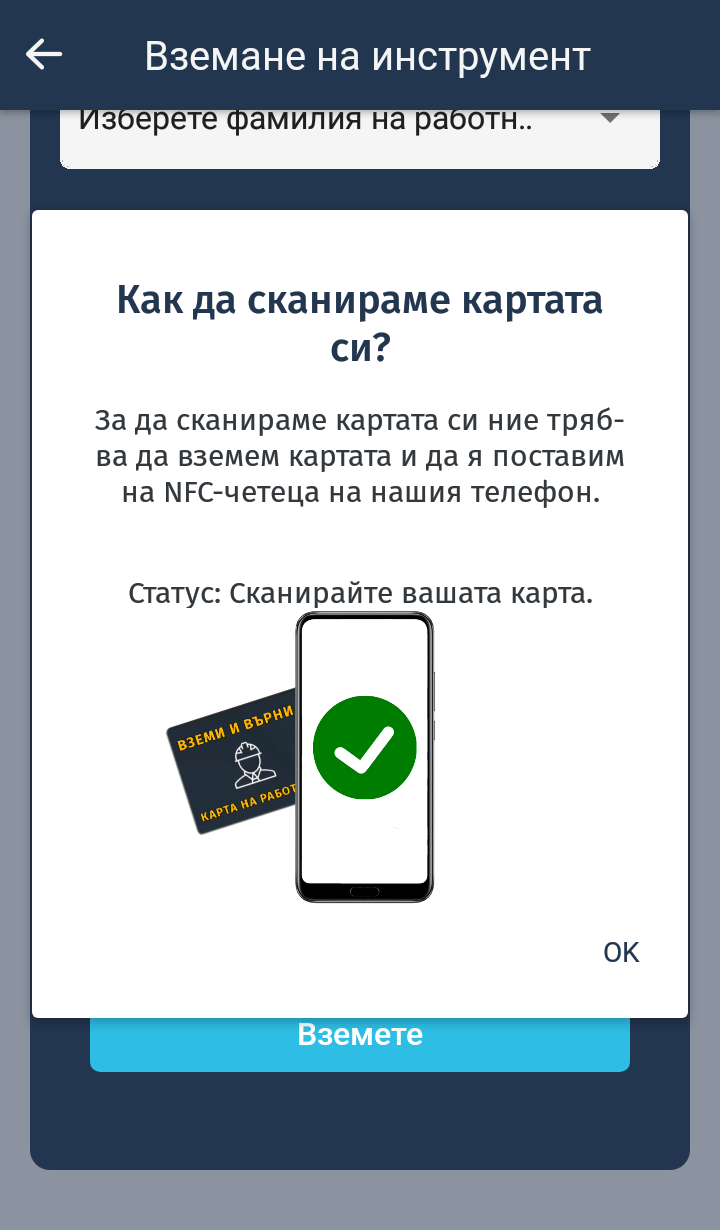 Вземане на инструмент
Изберете фамилия на работн..
Как да сканираме картата
си?
За да сканираме картата си ние тряб-
ва да вземем картата и да я поставим
на NFC-четеца на нашия телефон.
Статус: Сканирайте вашата карта.
ВЗЕМИ И ВЪРНИ
КАРТА НА РАБОТ
OK
Вземете